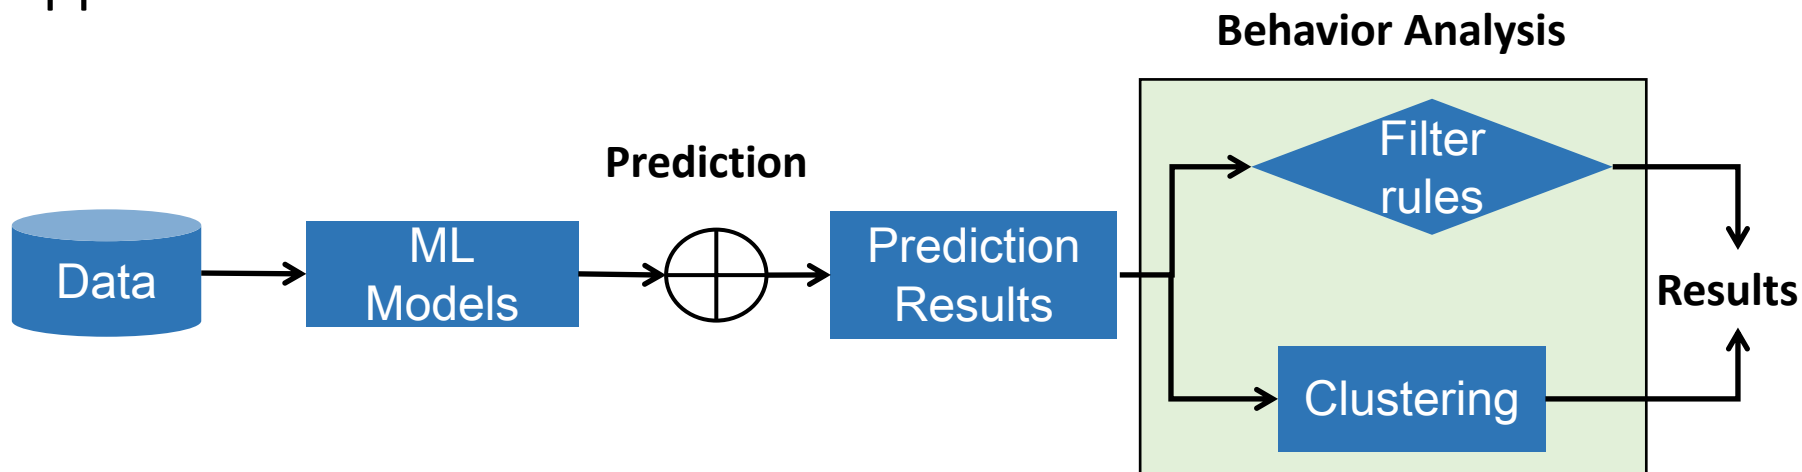 Behavior Analysis
Prediction
Filter
rules
Data
ML
Models
Prediction
Results
Results
Clustering